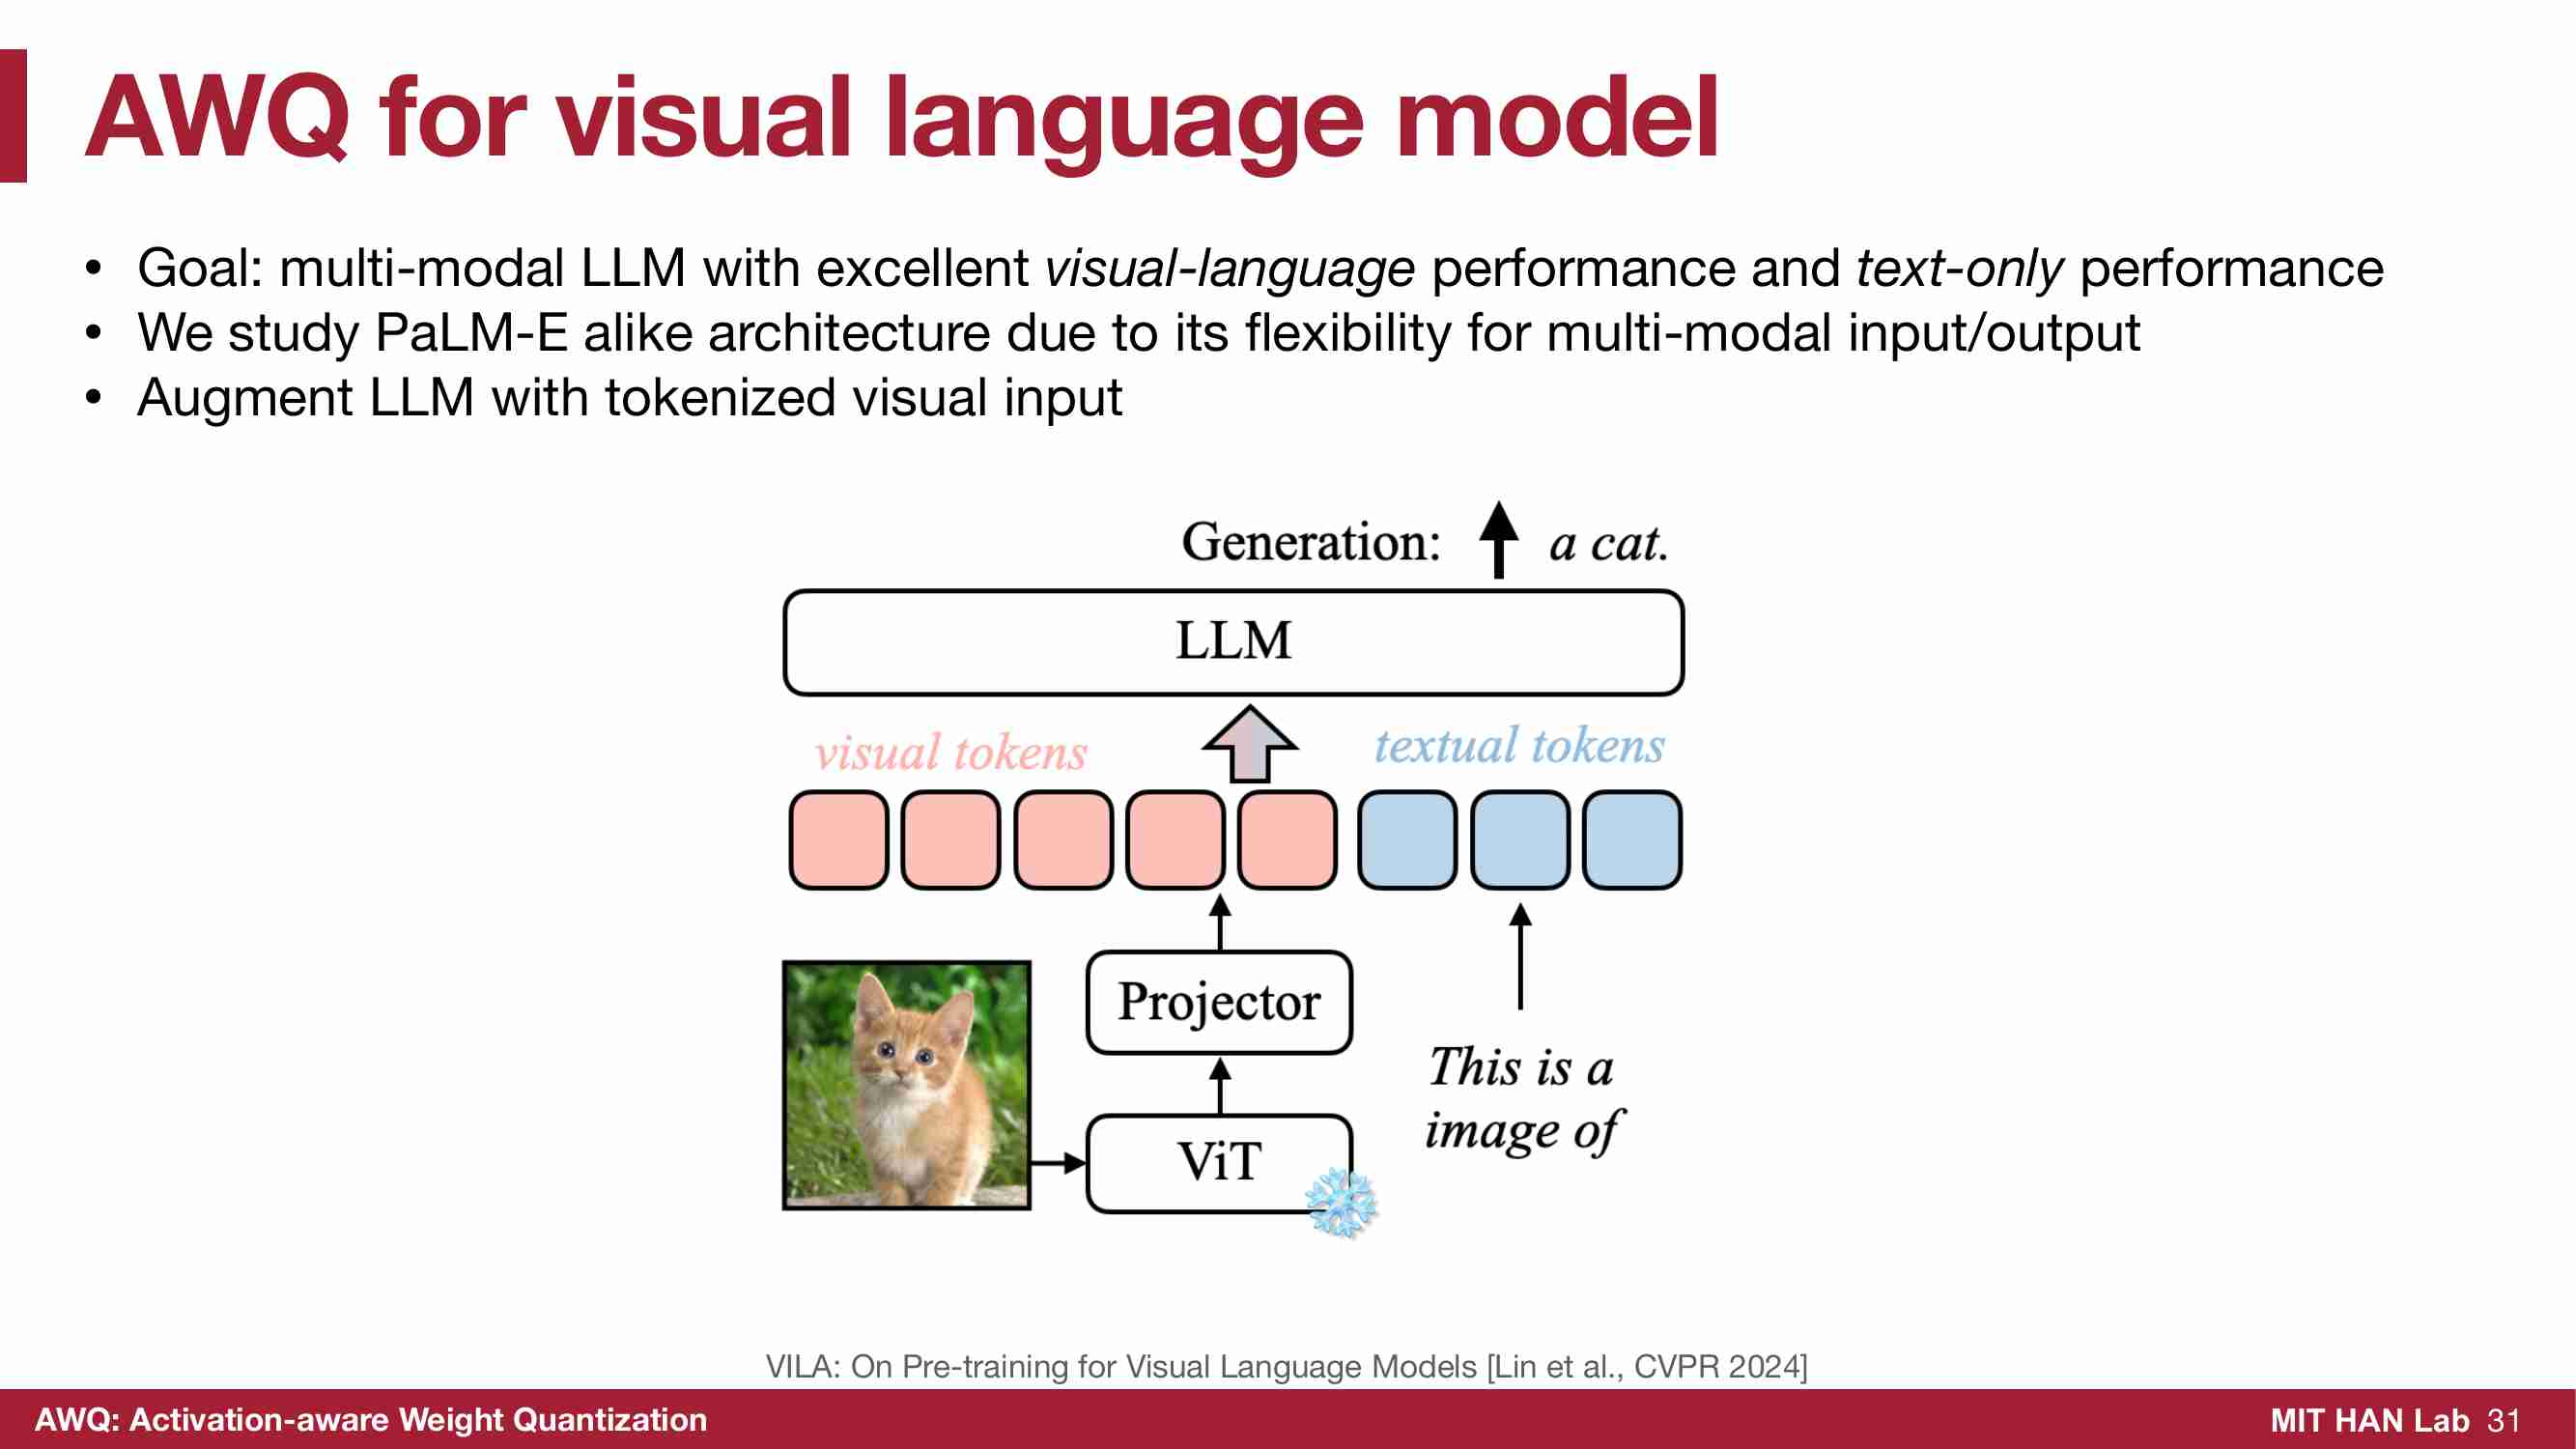 AWQ for visual language model
• Goal: multi-modal LLM with excellent visual-language performance and text-only performance
• We study PaLM-E alike architecture due to its flexibility for multi-modal input/output
• Augment LLM with tokenized visual input
Generation: a cat.
LLM
visual tokens
textual tokens
Projector
This is a
image of
ViT
VILA: On Pre-training for Visual Language Models [Lin et al., CVPR 2024]
AWQ: Activation-aware Weight Quantization
MIT HAN Lab 31